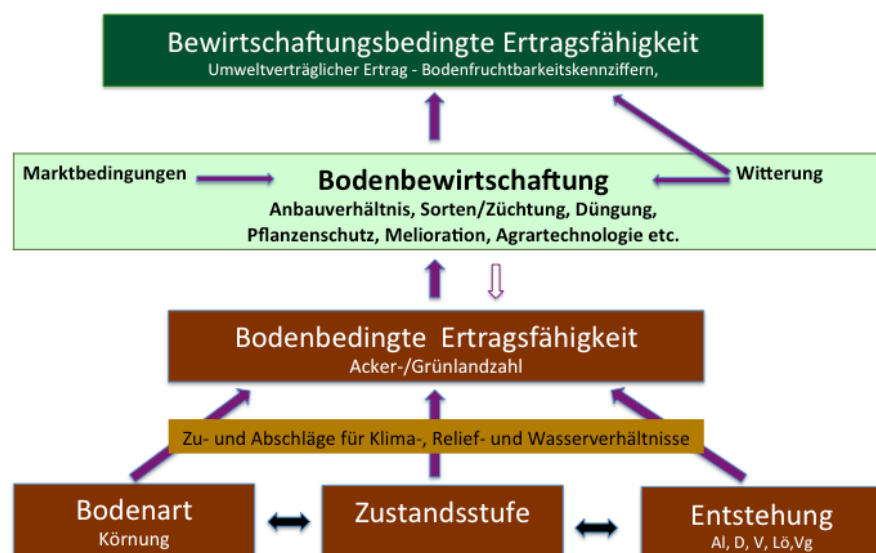 Bewirtschaftungsbedingte Ertragsfähigkeit
Umweltverträglicher Ertrag - Bodenfruchtbarkeitskennziffern,
Marktbedingungen
Bodenbewirtschaftung
Witterung
Anbauverhältnis, Sorten/Züchtung, Düngung,
Pflanzenschutz, Melioration, Agrartechnologie etc.
Bodenbedingte Ertragsfähigkeit
Acker-/Grünlandzahl
Zu- und Abschläge für Klima-, Relief- und Wasserverhältnisse
Bodenart
Körnung
Zustandsstufe
Entstehung
Al, D, V, Lö,Vg